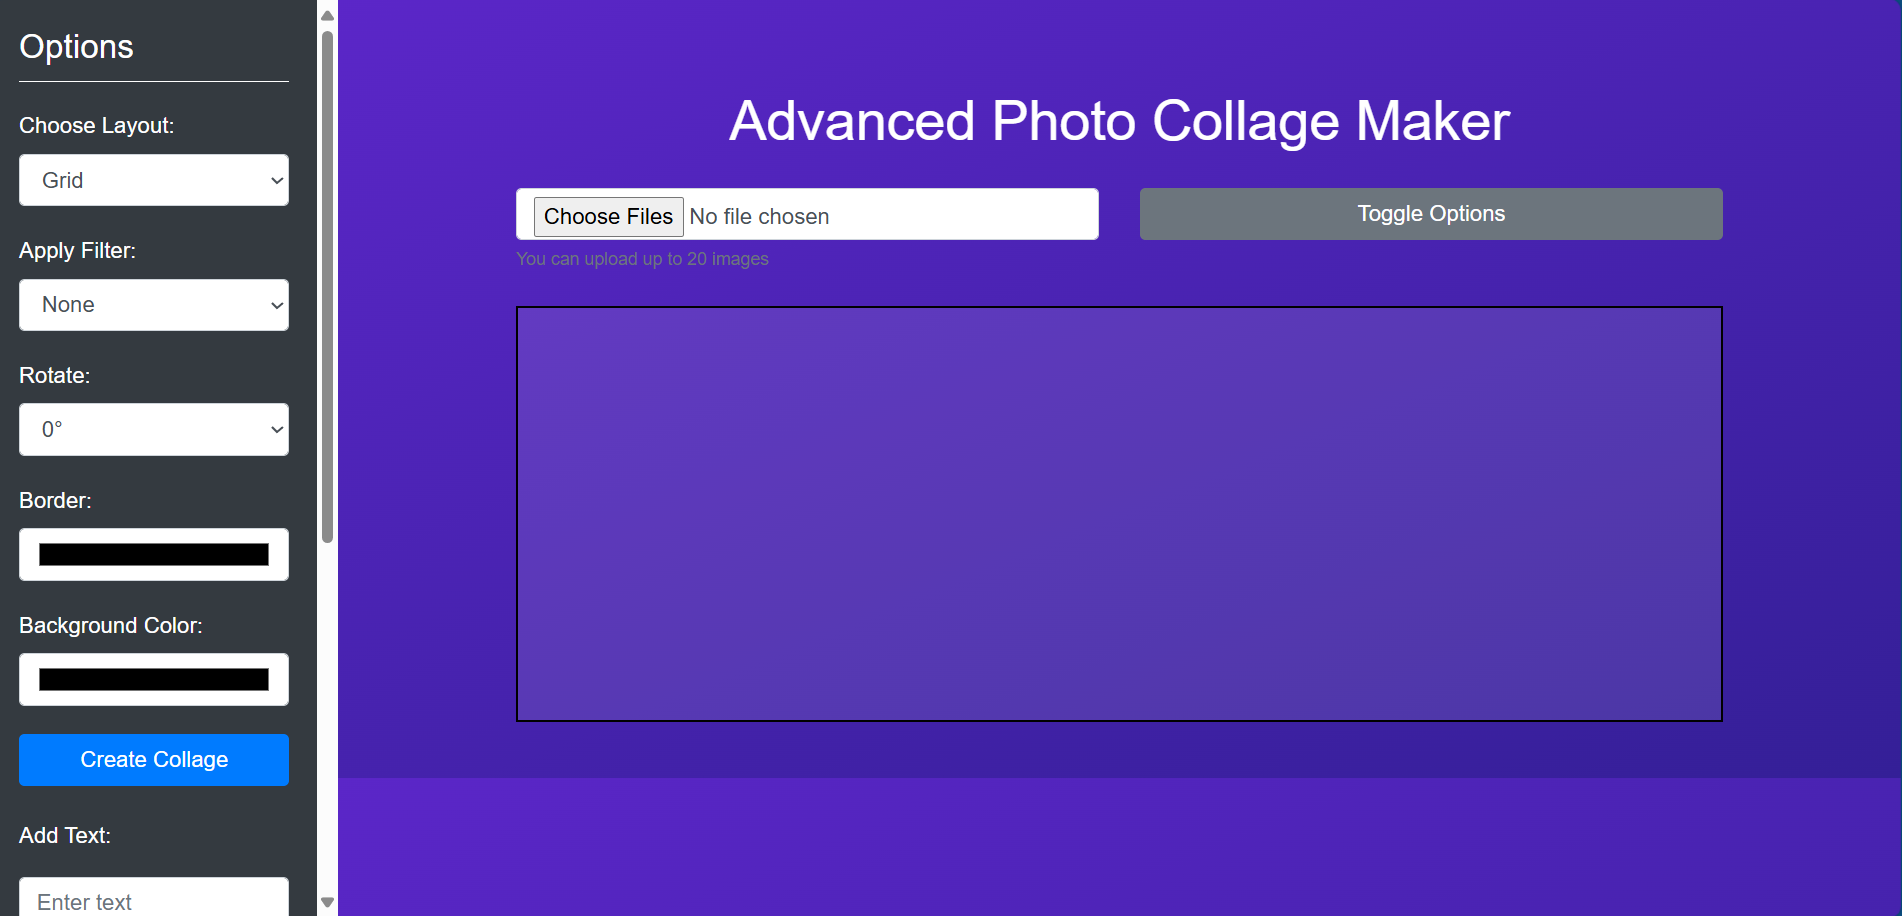 Options
Choose Layout:
Grid
Apply Filter:
None
Rotate:
0°
Border:
Background Color:
Create Collage
Add Text:
Enter text
Advanced Photo Collage Maker
Choose Files No file chosen
Toggle Options
You can upload up to 20 images